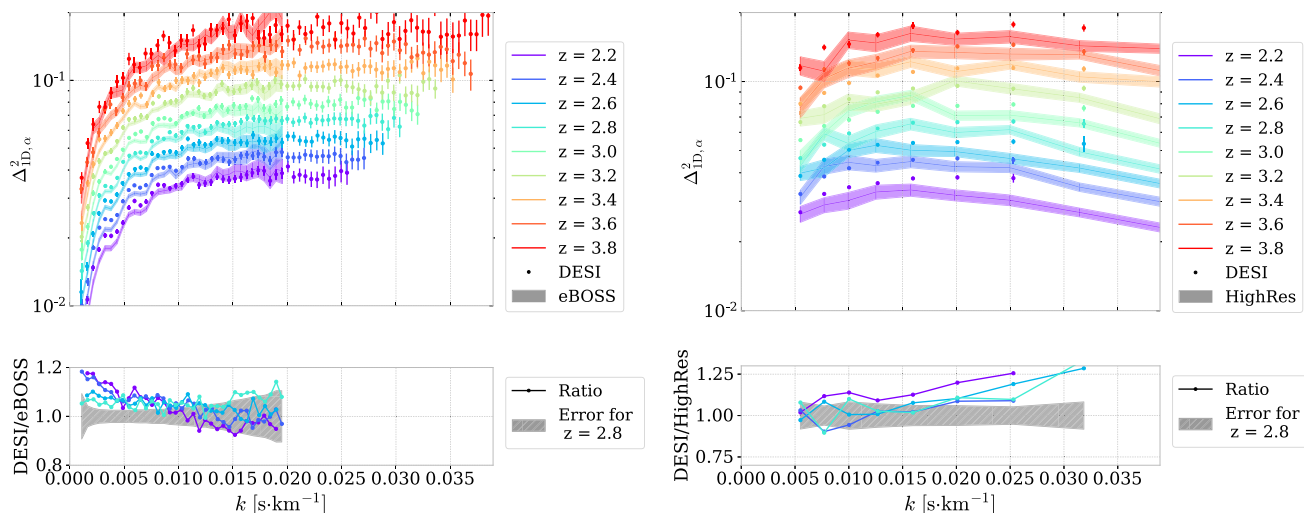 10⁻¹
10⁻²
Δ²1D,α
z = 2.2
z = 2.4
z = 2.6
z = 2.8
z = 3.0
z = 3.2
z = 3.4
z = 3.6
z = 3.8
DESI
eBOSS
1.2
1.0
0.8
DESI/eBOSS
0.000 0.005 0.010 0.015 0.020 0.025 0.030 0.035
k [s·km⁻¹]
Ratio
Error for
z = 2.8
10⁻¹
10⁻²
Δ²1D,α
z = 2.2
z = 2.4
z = 2.6
z = 2.8
z = 3.0
z = 3.2
z = 3.4
z = 3.6
z = 3.8
DESI
HighRes
1.25
1.00
0.75
DESI/HighRes
0.000 0.005 0.010 0.015 0.020 0.025 0.030 0.035
k [s·km⁻¹]
Ratio
Error for
z = 2.8